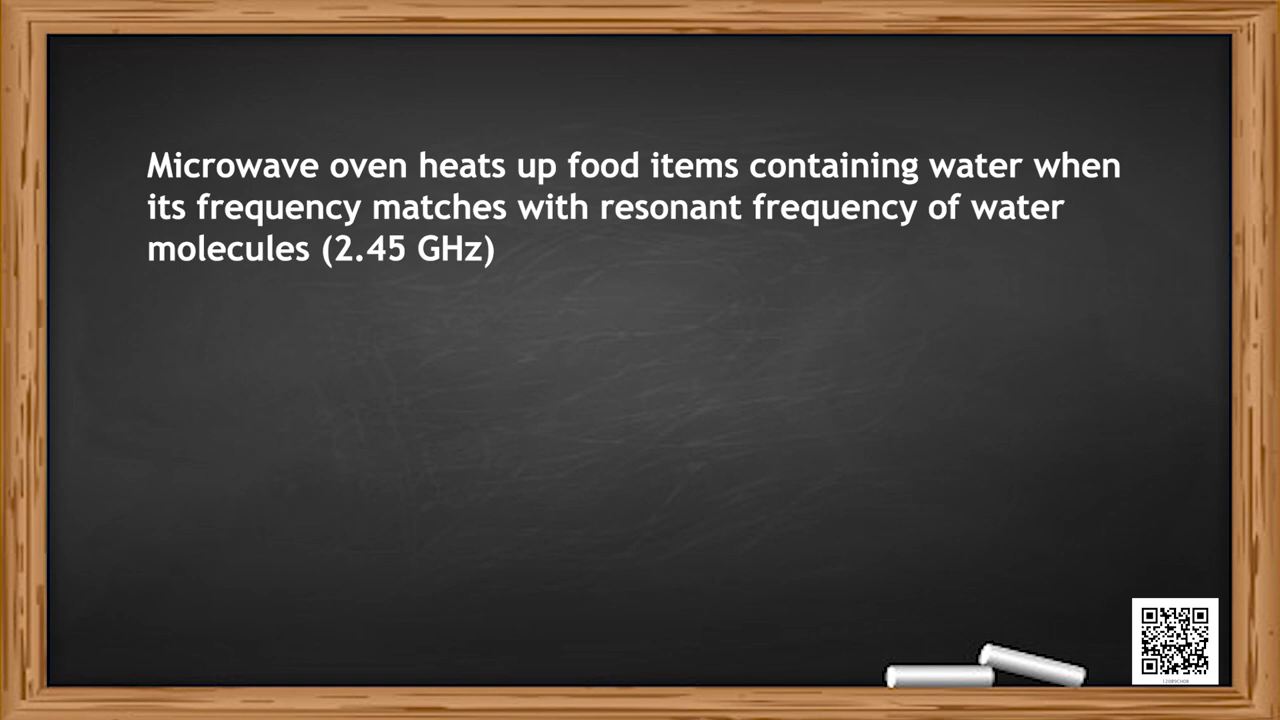 Microwave oven heats up food items containing water when
its frequency matches with resonant frequency of water
molecules (2.45 GHz)